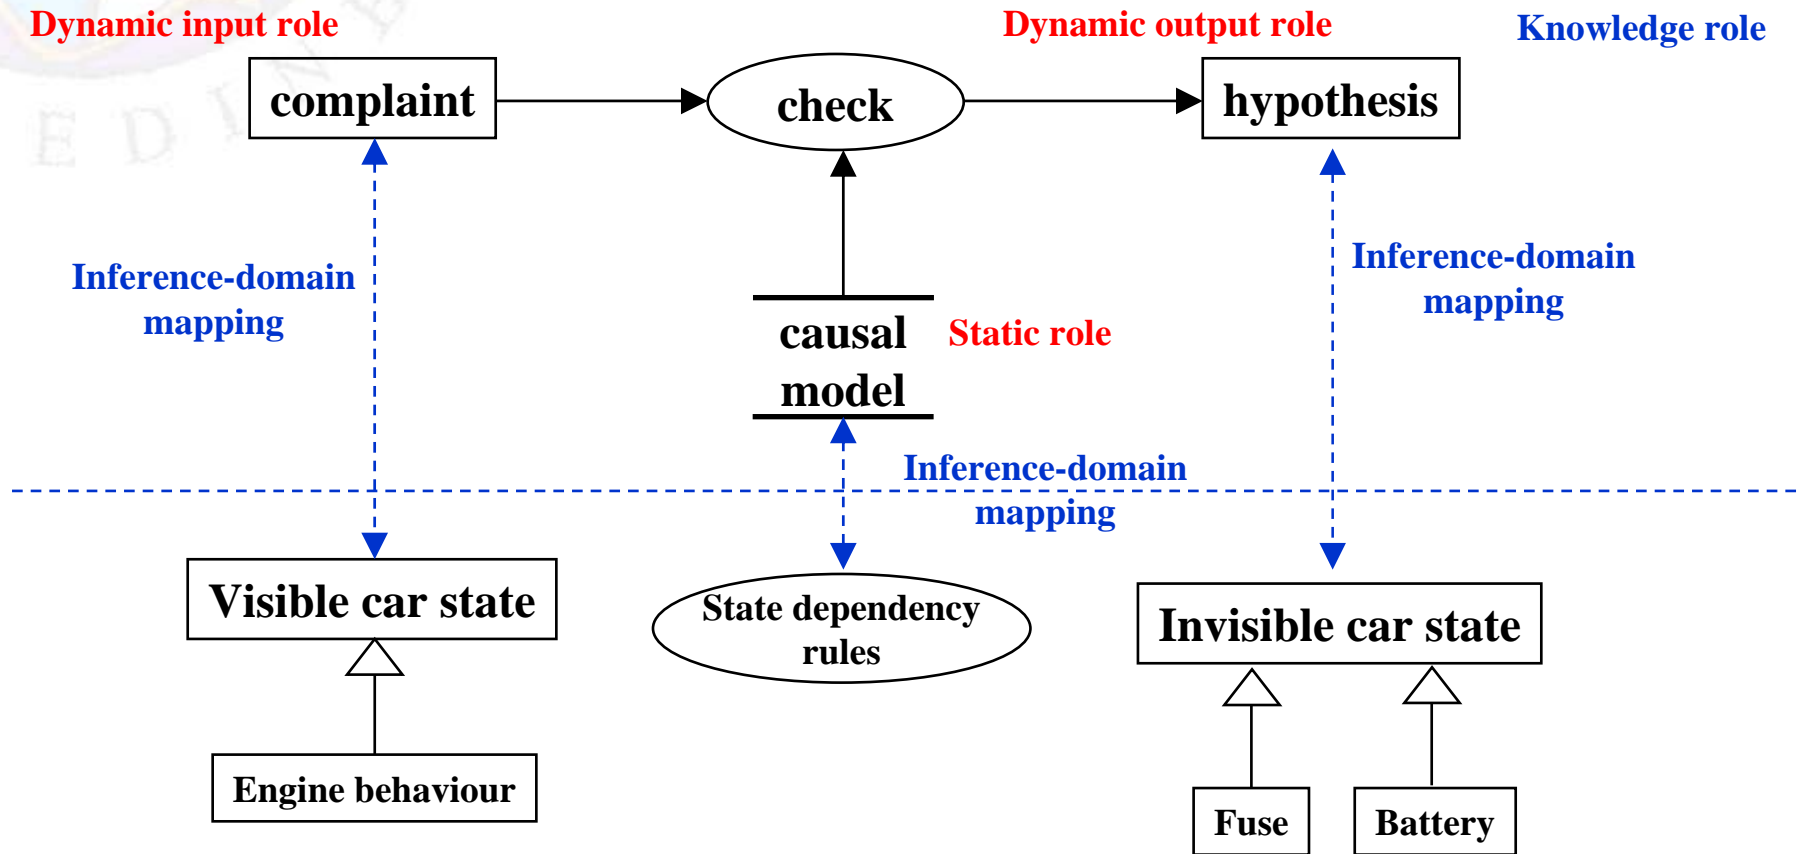 Dynamic input role
Dynamic output role
Knowledge role
complaint
check
hypothesis
Inference-domain
mapping
Inference-domain
mapping
causal
model
Static role
Inference-domain
mapping
Visible car state
State dependency
rules
Invisible car state
Engine behaviour
Fuse
Battery